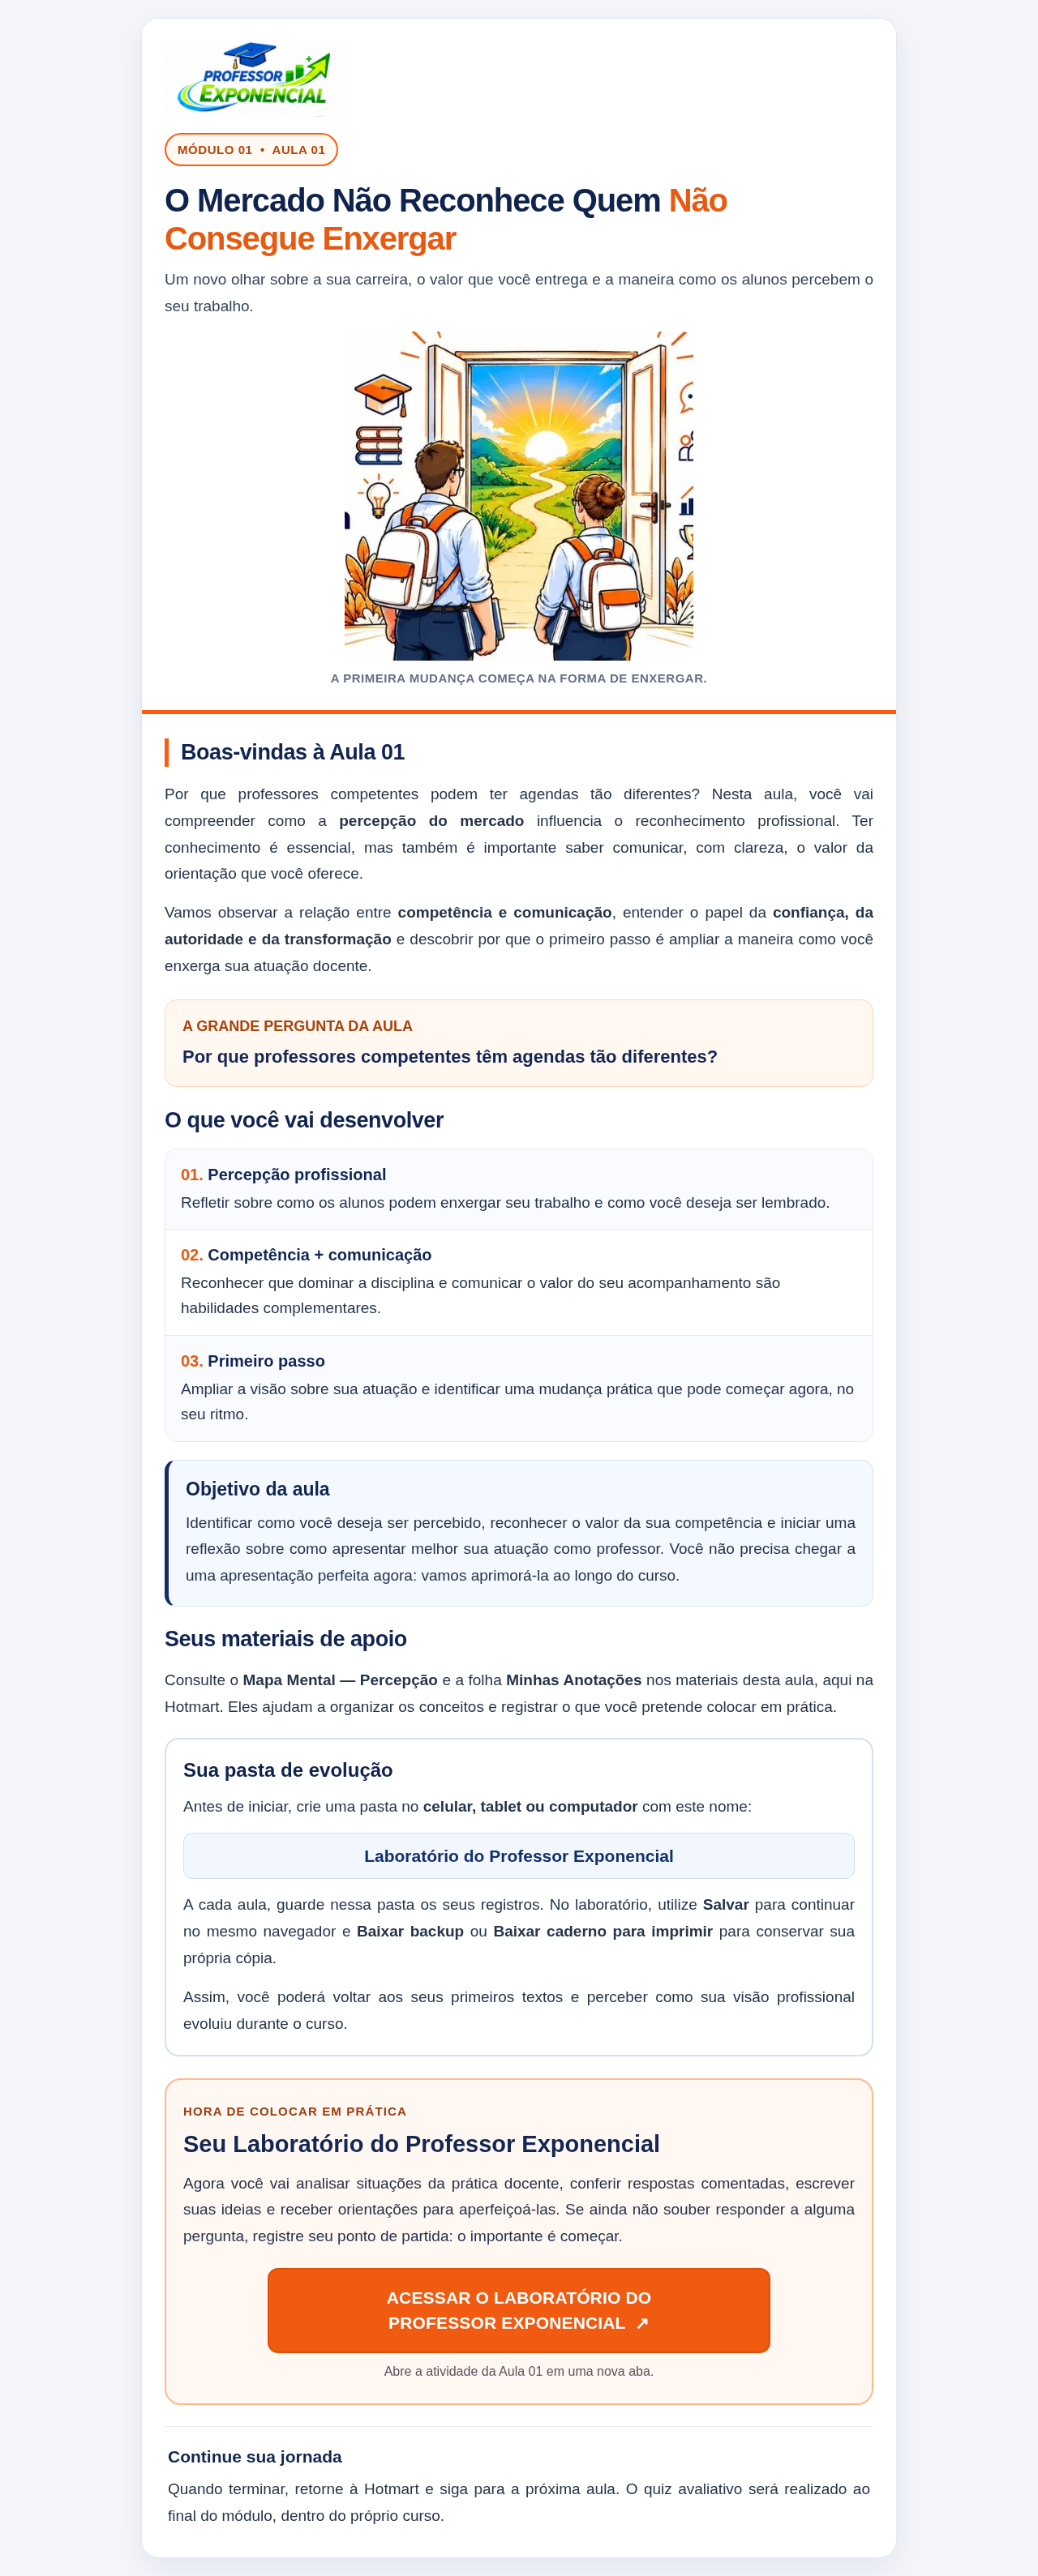 PROFESSOR
EXPONENCIAL
MÓDULO 01 • AULA 01
O Mercado Não Reconhece Quem Não
Consegue Enxergar
Um novo olhar sobre a sua carreira, o valor que você entrega e a maneira como os alunos percebem o
seu trabalho.
A PRIMEIRA MUDANÇA COMEÇA NA FORMA DE ENXERGAR.
Boas-vindas à Aula 01
Por que professores competentes podem ter agendas tão diferentes? Nesta aula, você vai
compreender como a percepção do mercado influencia o reconhecimento profissional. Ter
conhecimento é essencial, mas também é importante saber comunicar, com clareza, o valor da
orientação que você oferece.
Vamos observar a relação entre competência e comunicação, entender o papel da confiança, da
autoridade e da transformação e descobrir por que o primeiro passo é ampliar a maneira como você
enxerga sua atuação docente.
A GRANDE PERGUNTA DA AULA
Por que professores competentes têm agendas tão diferentes?
O que você vai desenvolver
01. Percepção profissional
Refletir sobre como os alunos podem enxergar seu trabalho e como você deseja ser lembrado.
02. Competência + comunicação
Reconhecer que dominar a disciplina e comunicar o valor do seu acompanhamento são
habilidades complementares.
03. Primeiro passo
Ampliar a visão sobre sua atuação e identificar uma mudança prática que pode começar agora, no
seu ritmo.
Objetivo da aula
Identificar como você deseja ser percebido, reconhecer o valor da sua competência e iniciar uma
reflexão sobre como apresentar melhor sua atuação como professor. Você não precisa chegar a
uma apresentação perfeita agora: vamos aprimorá-la ao longo do curso.
Seus materiais de apoio
Consulte o Mapa Mental — Percepção e a folha Minhas Anotações nos materiais desta aula, aqui na
Hotmart. Eles ajudam a organizar os conceitos e registrar o que você pretende colocar em prática.
Sua pasta de evolução
Antes de iniciar, crie uma pasta no celular, tablet ou computador com este nome:
Laboratório do Professor Exponencial
A cada aula, guarde nessa pasta os seus registros. No laboratório, utilize Salvar para continuar
no mesmo navegador e Baixar backup ou Baixar caderno para imprimir para conservar sua
própria cópia.
Assim, você poderá voltar aos seus primeiros textos e perceber como sua visão profissional
evoluiu durante o curso.
HORA DE COLOCAR EM PRÁTICA
Seu Laboratório do Professor Exponencial
Agora você vai analisar situações da prática docente, conferir respostas comentadas, escrever
suas ideias e receber orientações para aperfeiçoá-las. Se ainda não souber responder a alguma
pergunta, registre seu ponto de partida: o importante é começar.
ACESSAR O LABORATÓRIO DO
PROFESSOR EXPONENCIAL ↗
Abre a atividade da Aula 01 em uma nova aba.
Continue sua jornada
Quando terminar, retorne à Hotmart e siga para a próxima aula. O quiz avaliativo será realizado ao
final do módulo, dentro do próprio curso.